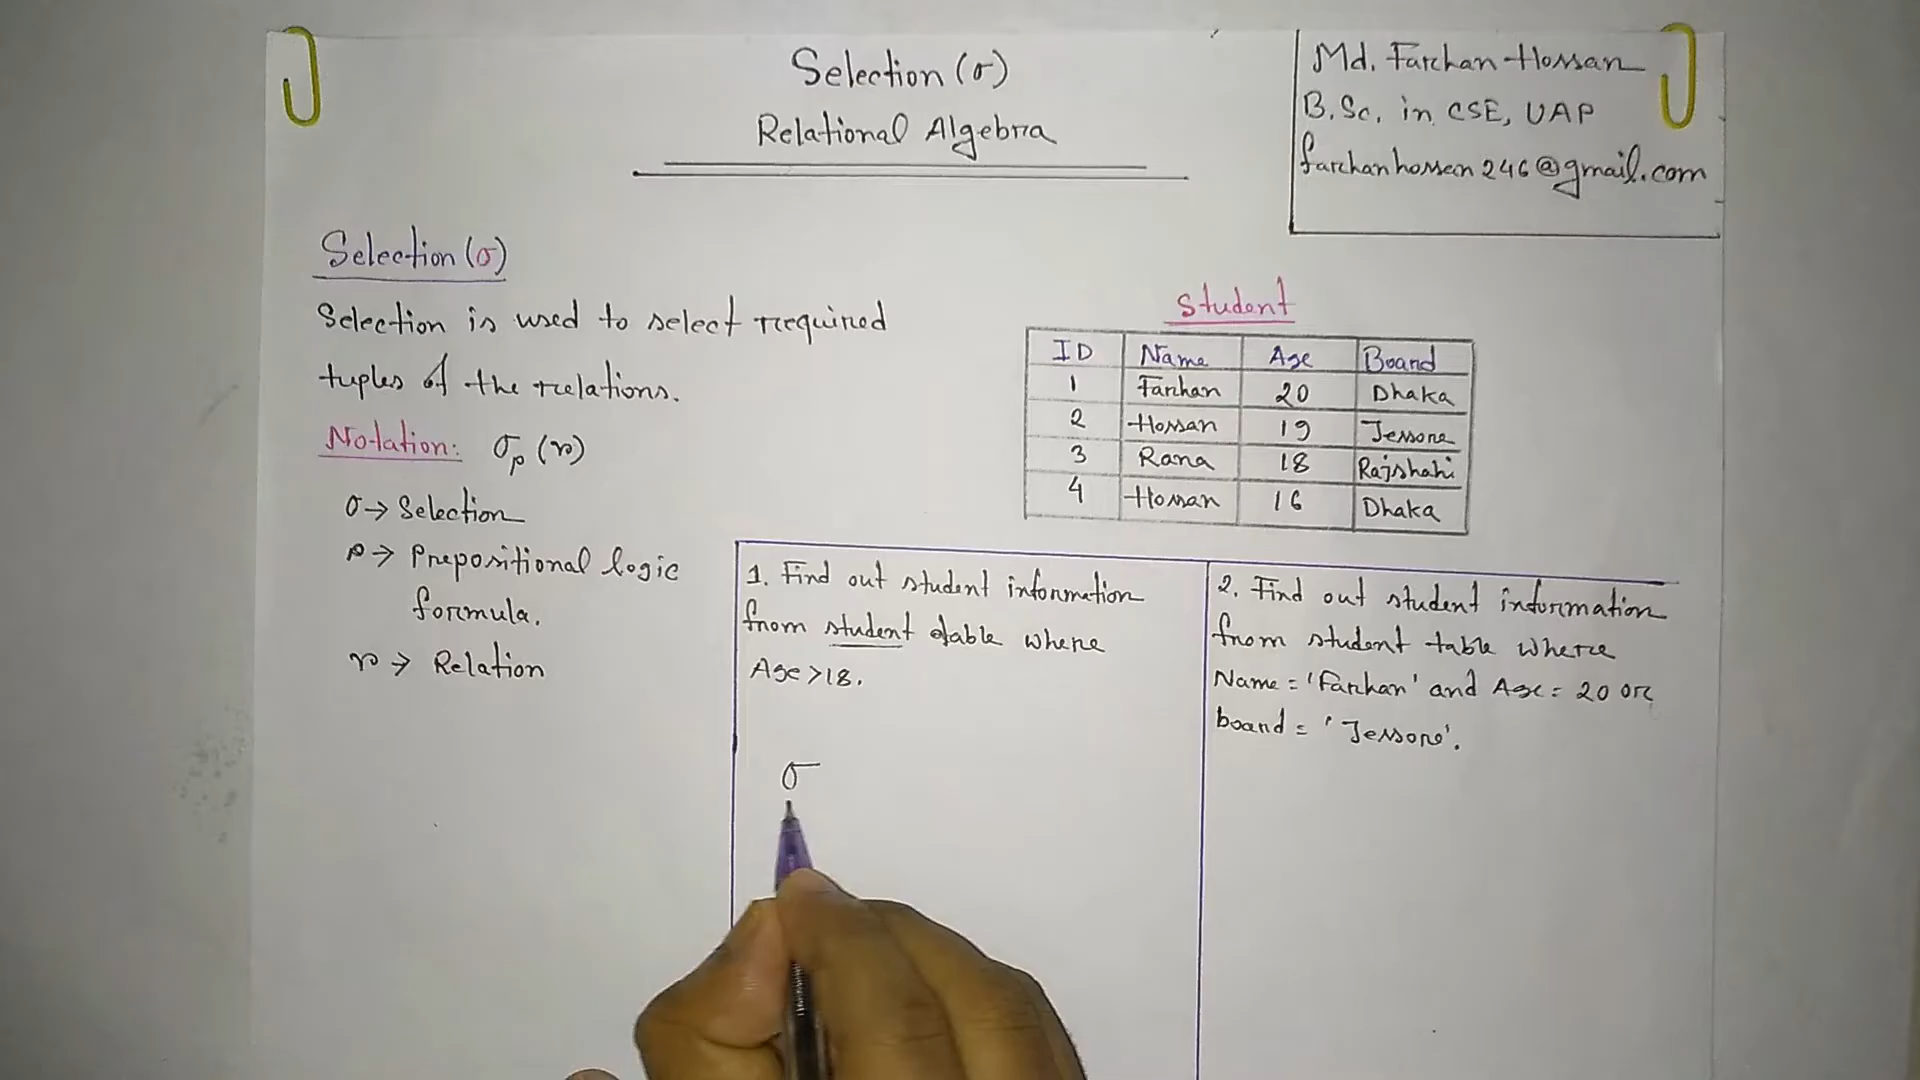 Selection (σ)
Relational Algebra
Md. Farhan Hossan
B.Sc. in CSE, UAP
farhanhossen246@gmail.com
Selection (σ)
Selection is used to select required
tuples of the relations.
Notation: σp (r)
σ → Selection
p → Prepositional logic
formula.
r → Relation
Student
ID Name Age Board
1 Farhan 20 Dhaka
2 Hossan 19 Jessore
3 Rana 18 Rajshahi
4 Hossan 16 Dhaka
1. Find out student information
from student table where
Age > 18.
σ
2. Find out student information
from student table where
Name = 'Farhan' and Age = 20 or
board = 'Jessore'.